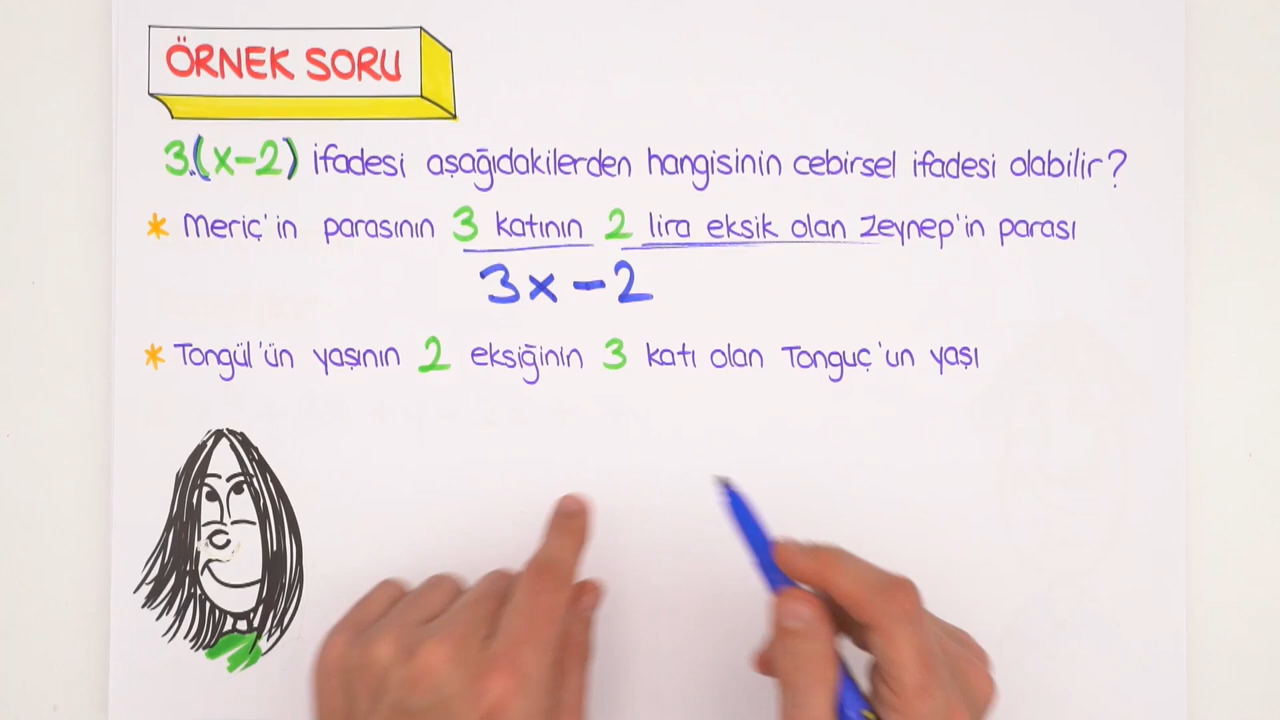 ÖRNEK SORU
3.(x-2) ifadesi aşağıdakilerden hangisinin cebirsel ifadesi olabilir?
* Meriç'in parasının 3 katının 2 lira eksik olan Zeynep'in parası
3x-2
* Tongül'ün yaşının 2 eksiğinin 3 katı olan Tonguç'un yaşı